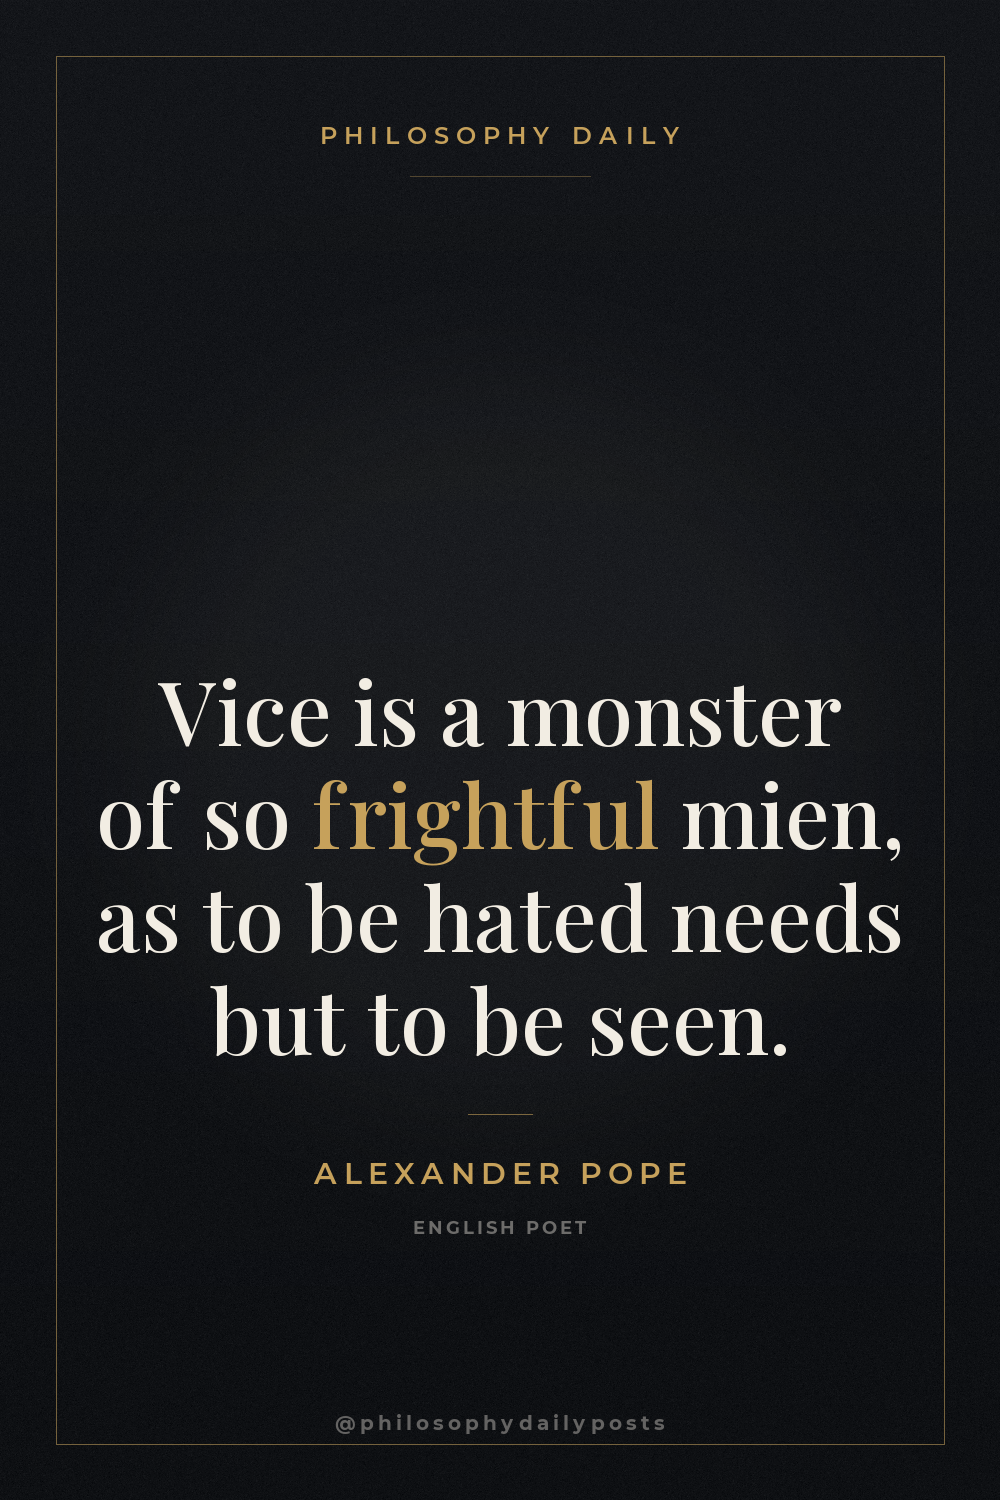 PHILOSOPHY DAILY
Vice is a monster
of so frightful mien,
as to be hated needs
but to be seen.
ALEXANDER POPE
ENGLISH POET
@philosophydailyposts